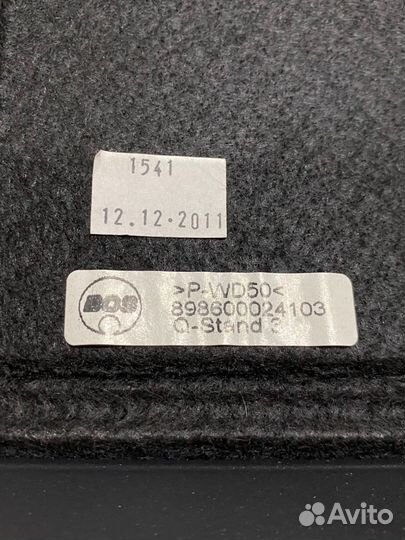 1541
12.12.2011
BOS
>P-WD50<
898600024103
Q-Stand 3
Avito